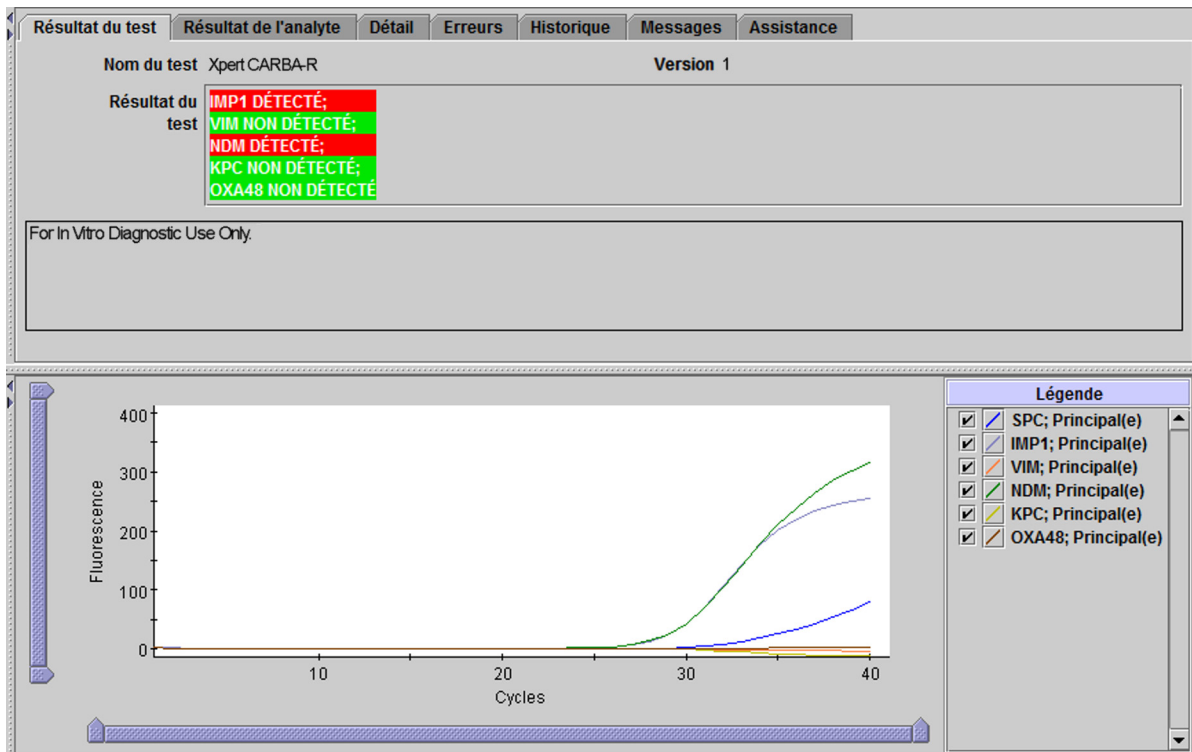 Résultat du test Résultat de l'analyte Détail Erreurs Historique Messages Assistance
Nom du test Xpert CARBA-R Version 1
Résultat du test
IMP1 DÉTECTÉ;
VIM NON DÉTECTÉ;
NDM DÉTECTÉ;
KPC NON DÉTECTÉ;
OXA48 NON DÉTECTÉ
For In Vitro Diagnostic Use Only.
400
300
200
100
0
Fluorescence
10 20 30 40
Cycles
Légende
SPC; Principal(e)
IMP1; Principal(e)
VIM; Principal(e)
NDM; Principal(e)
KPC; Principal(e)
OXA48; Principal(e)